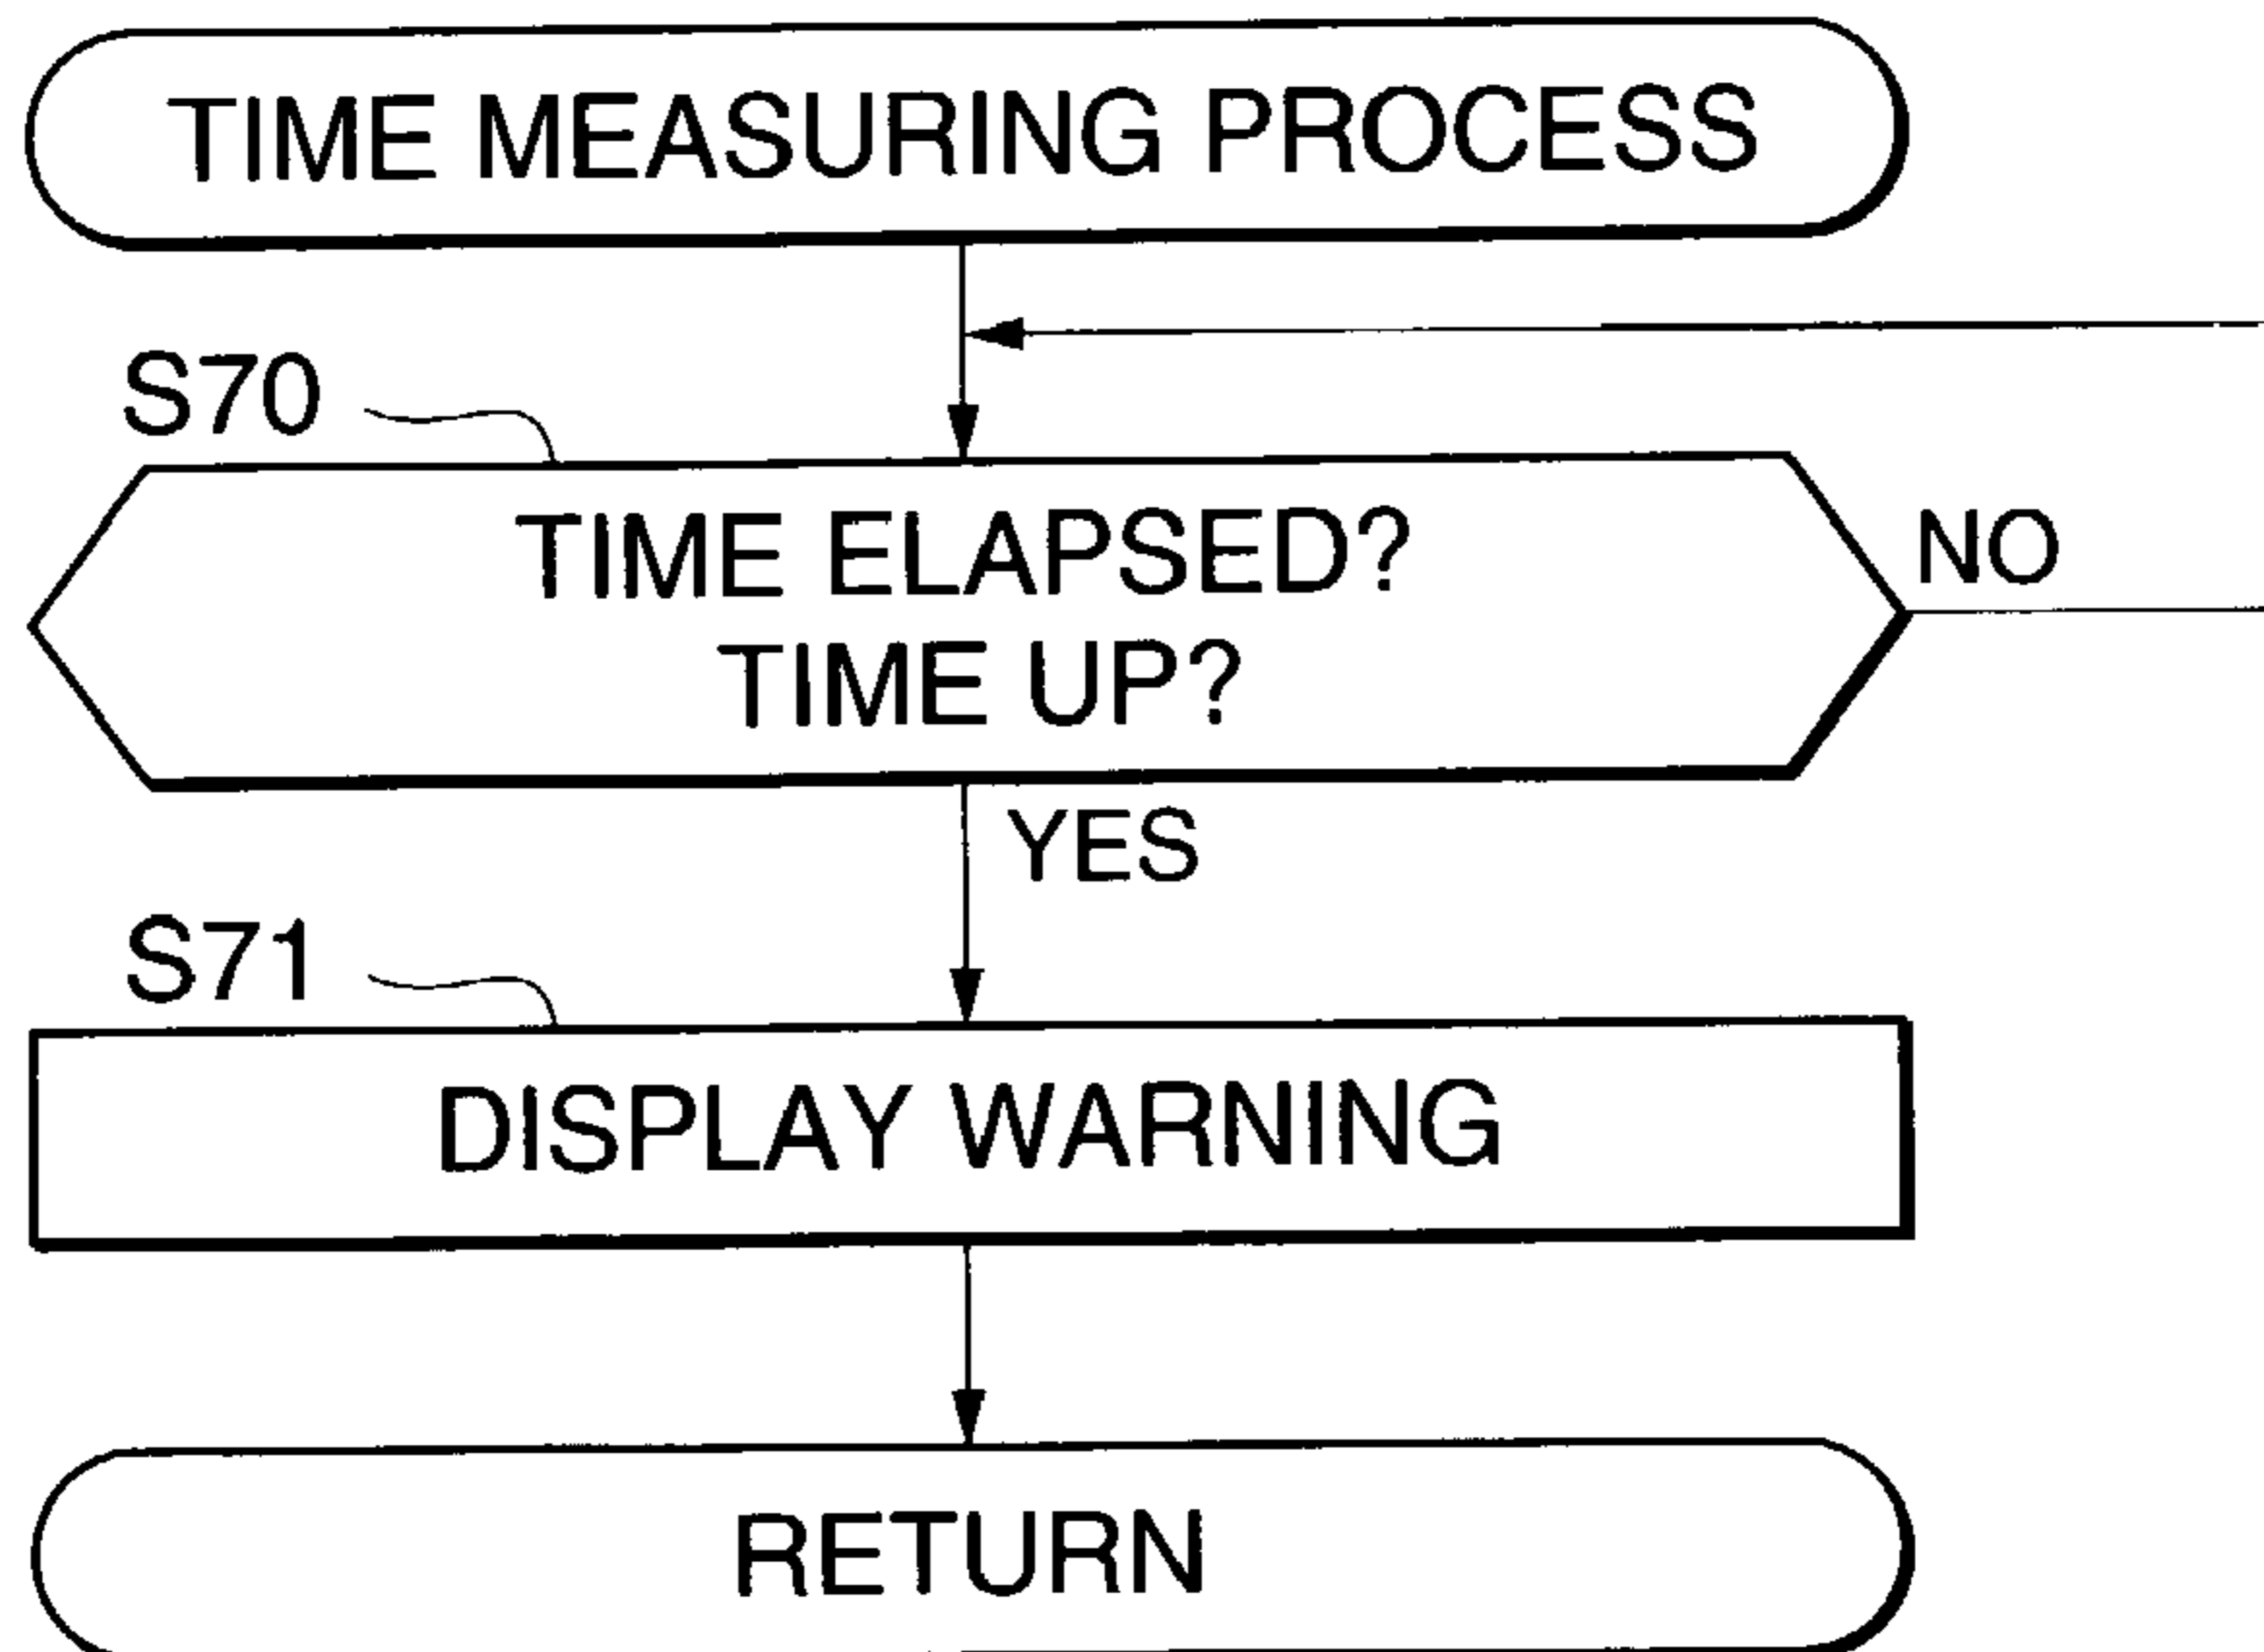 TIME MEASURING PROCESS
S70
TIME ELAPSED?
NO
TIME UP?
YES
S71
DISPLAY WARNING
RETURN